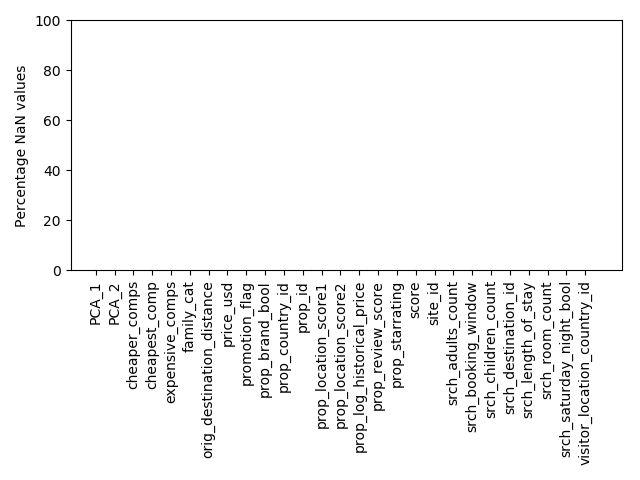 100
80
60
40
20
0
Percentage NaN values
PCA_1
PCA_2
cheaper_comps
cheapest_comp
expensive_comps
family_cat
orig_destination_distance
price_usd
promotion_flag
prop_brand_bool
prop_country_id
prop_id
prop_location_score1
prop_location_score2
prop_log_historical_price
prop_review_score
prop_starrating
score
site_id
srch_adults_count
srch_booking_window
srch_children_count
srch_destination_id
srch_length_of_stay
srch_room_count
srch_saturday_night_bool
visitor_location_country_id